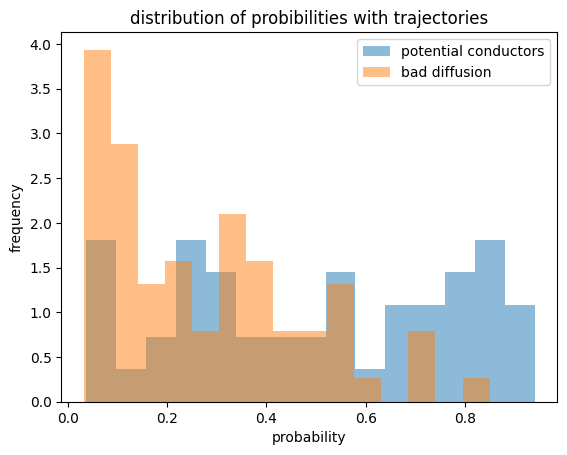 distribution of probibilities with trajectories
potential conductors
bad diffusion
frequency
4.0
3.5
3.0
2.5
2.0
1.5
1.0
0.5
0.0
0.0 0.2 0.4 0.6 0.8
probability